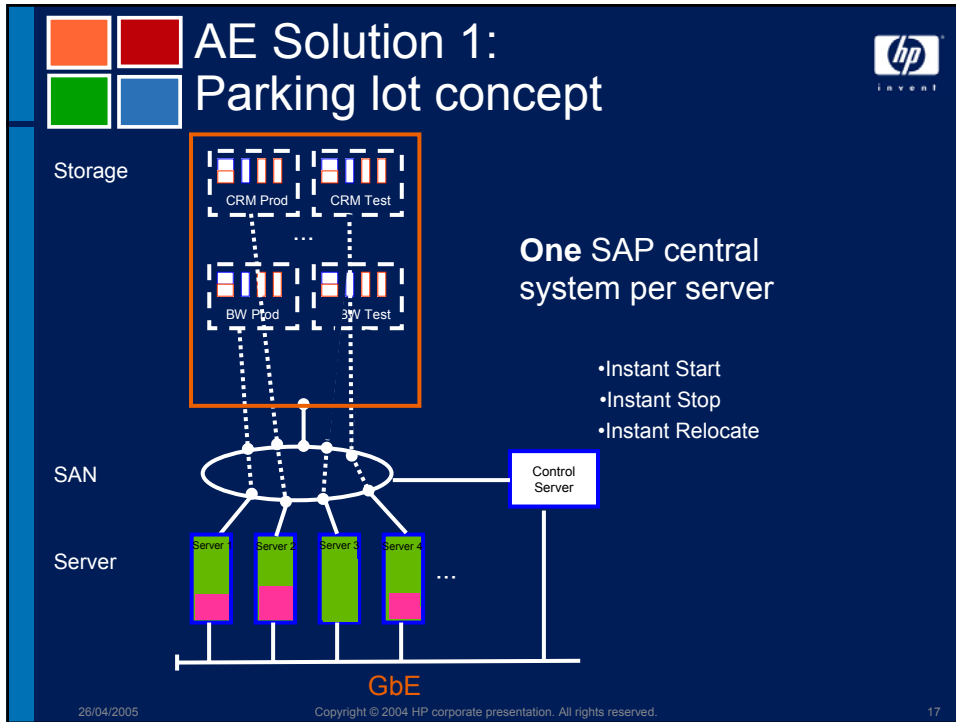 AE Solution 1:
Parking lot concept
hp
invent
Storage
CRM Prod
CRM Test
...
BW Prod
BW Test
One SAP central
system per server
•Instant Start
•Instant Stop
•Instant Relocate
SAN
Control
Server
Server
Server 1
Server 2
Server 3
Server 4
...
GbE
26/04/2005
Copyright © 2004 HP corporate presentation. All rights reserved.
17